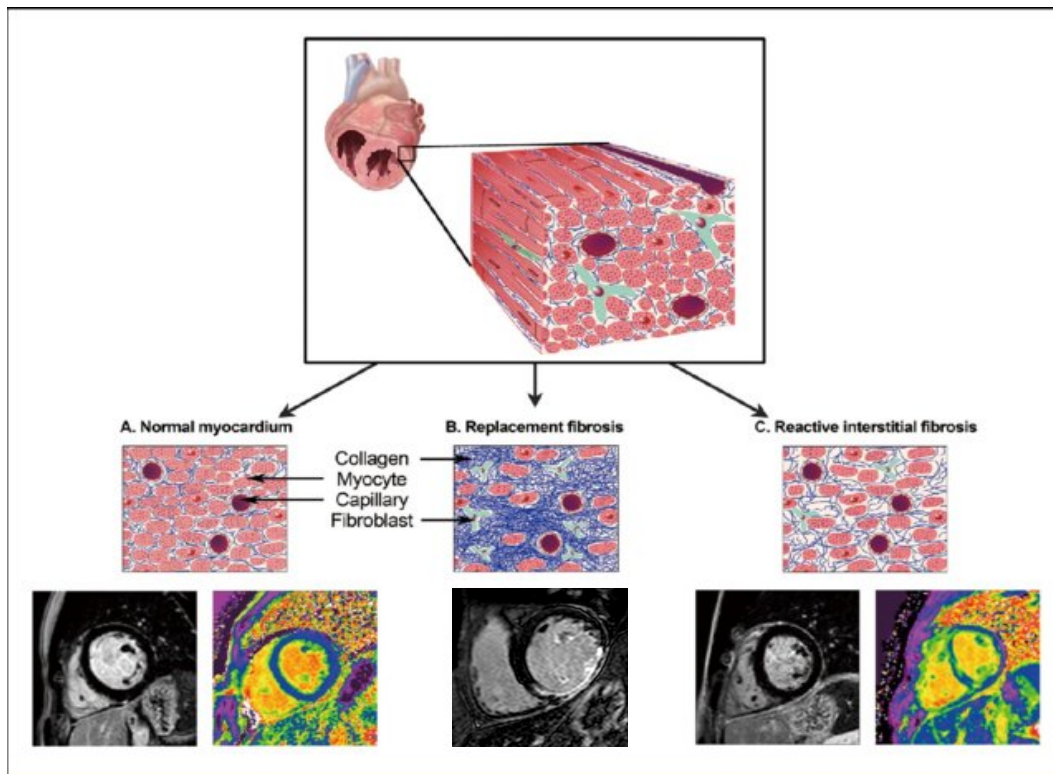 A. Normal myocardium
B. Replacement fibrosis
C. Reactive interstitial fibrosis
Collagen
Myocyte
Capillary
Fibroblast